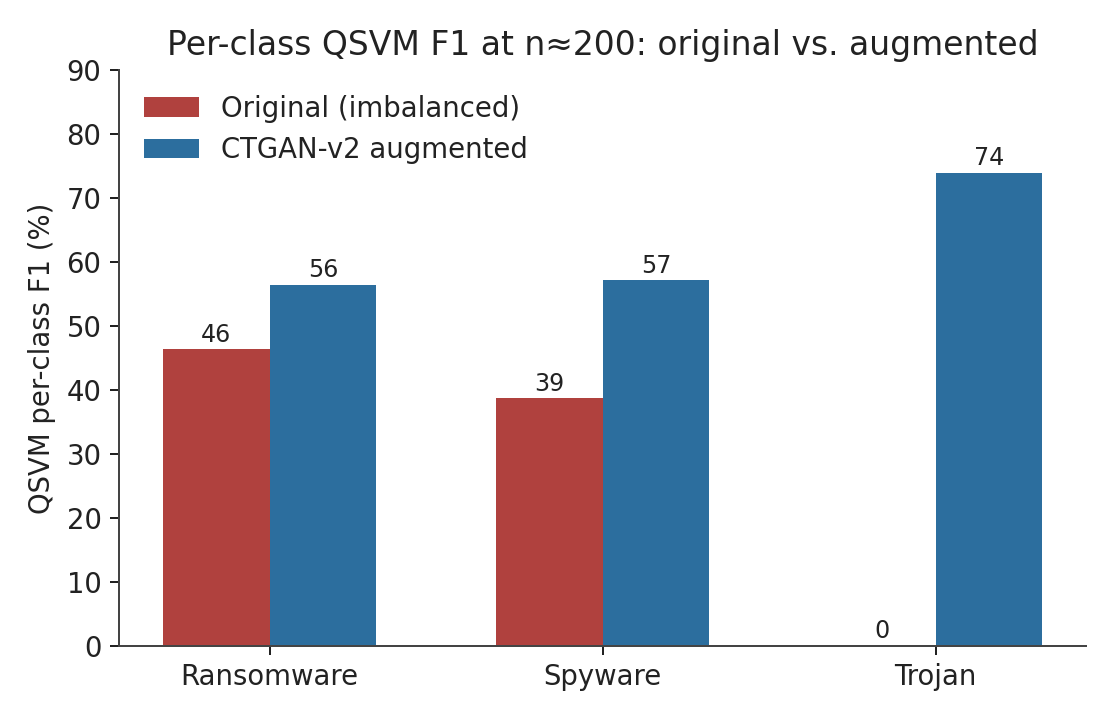 Per-class QSVM F1 at n≈200: original vs. augmented
Original (imbalanced)
CTGAN-v2 augmented
QSVM per-class F1 (%)
90
80
70
60
50
40
30
20
10
0
46
56
39
57
0
74
Ransomware
Spyware
Trojan